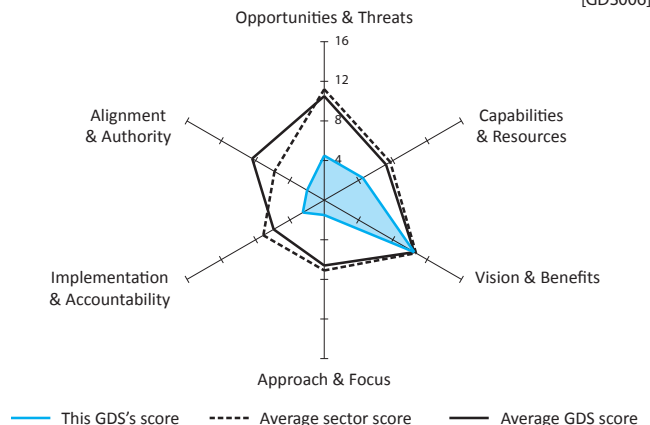 [GDS006]
Opportunities & Threats
16
12
8
4
Alignment
& Authority
Capabilities
& Resources
Implementation
& Accountability
Vision & Benefits
Approach & Focus
This GDS's score
Average sector score
Average GDS score